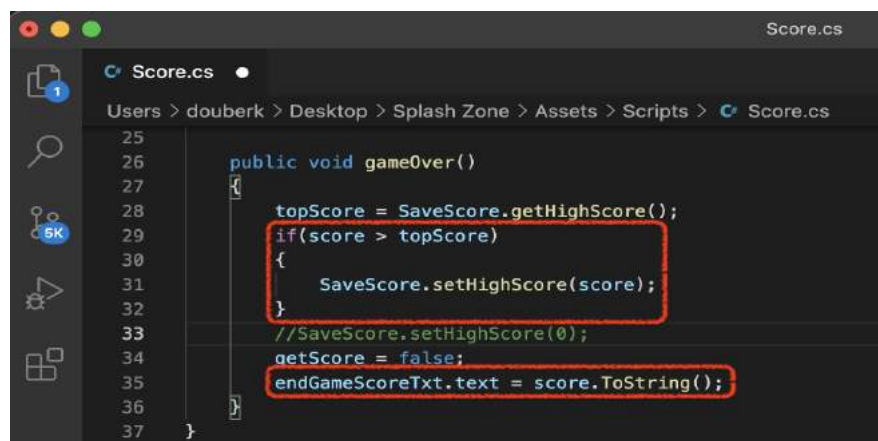 Score.cs
C# Score.cs
1
Users > douberk > Desktop > Splash Zone > Assets > Scripts > C# Score.cs
25
26 public void gameOver()
27 {
28 topScore = SaveScore.getHighScore();
29 if(score > topScore)
30 {
5K
31 SaveScore.setHighScore(score);
32 }
33 //SaveScore.setHighScore(0);
34 getScore = false;
35 endGameScoreTxt.text = score.ToString();
36 }
37 }